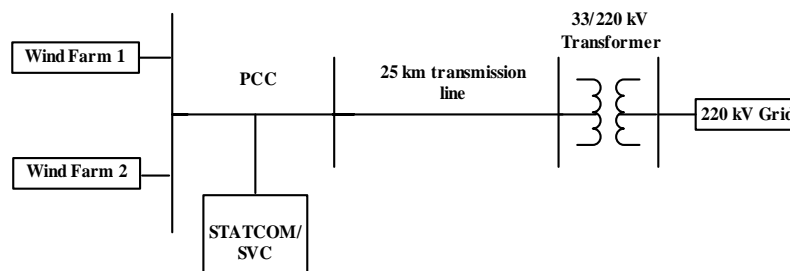 33/220 kV
Transformer
Wind Farm 1
PCC
25 km transmission
line
220 kV Grid
Wind Farm 2
STATCOM/
SVC